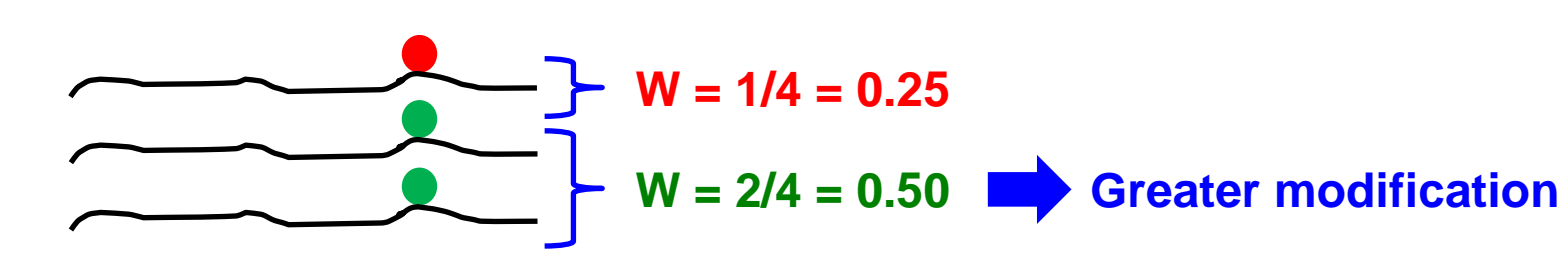 W = 1/4 = 0.25
W = 2/4 = 0.50 Greater modification